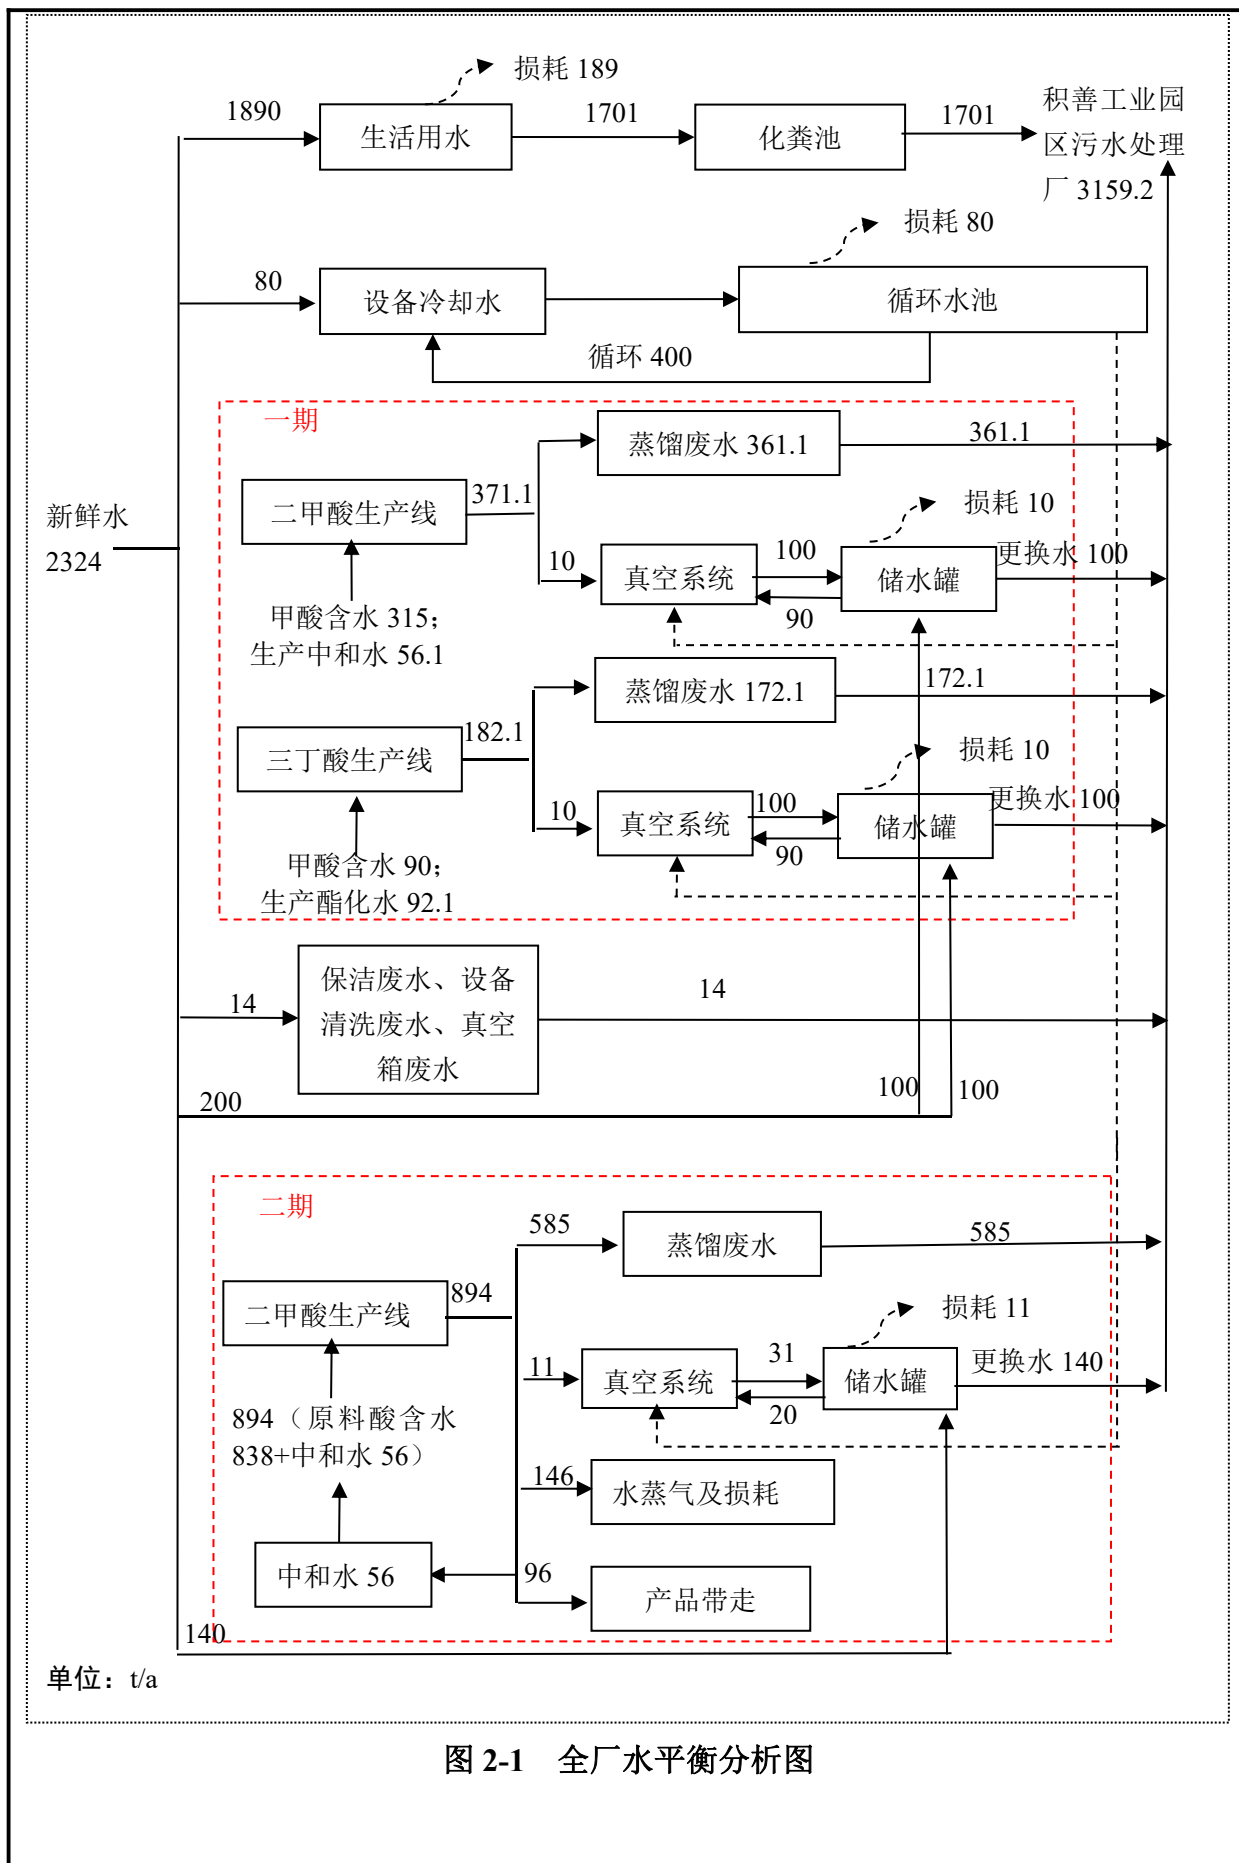 损耗 189
1890
生活用水
1701
化粪池
1701
积善工业园
区污水处理
厂 3159.2
损耗 80
80
设备冷却水
循环水池
循环 400
一期
蒸馏废水 361.1
361.1
二甲酸生产线
371.1
损耗 10
新鲜水
2324
10
真空系统
100
90
储水罐
更换水 100
甲酸含水 315；
生产中和水 56.1
蒸馏废水 172.1
172.1
三丁酸生产线
182.1
损耗 10
10
真空系统
100
90
储水罐
更换水 100
甲酸含水 90；
生产酯化水 92.1
14
保洁废水、设备
清洗废水、真空
箱废水
14
200
100
100
二期
585
蒸馏废水
585
二甲酸生产线
894
损耗 11
11
真空系统
31
20
储水罐
更换水 140
894（原料酸含水
838+中和水 56）
146
水蒸气及损耗
中和水 56
96
产品带走
140
单位：t/a
图 2-1 全厂水平衡分析图